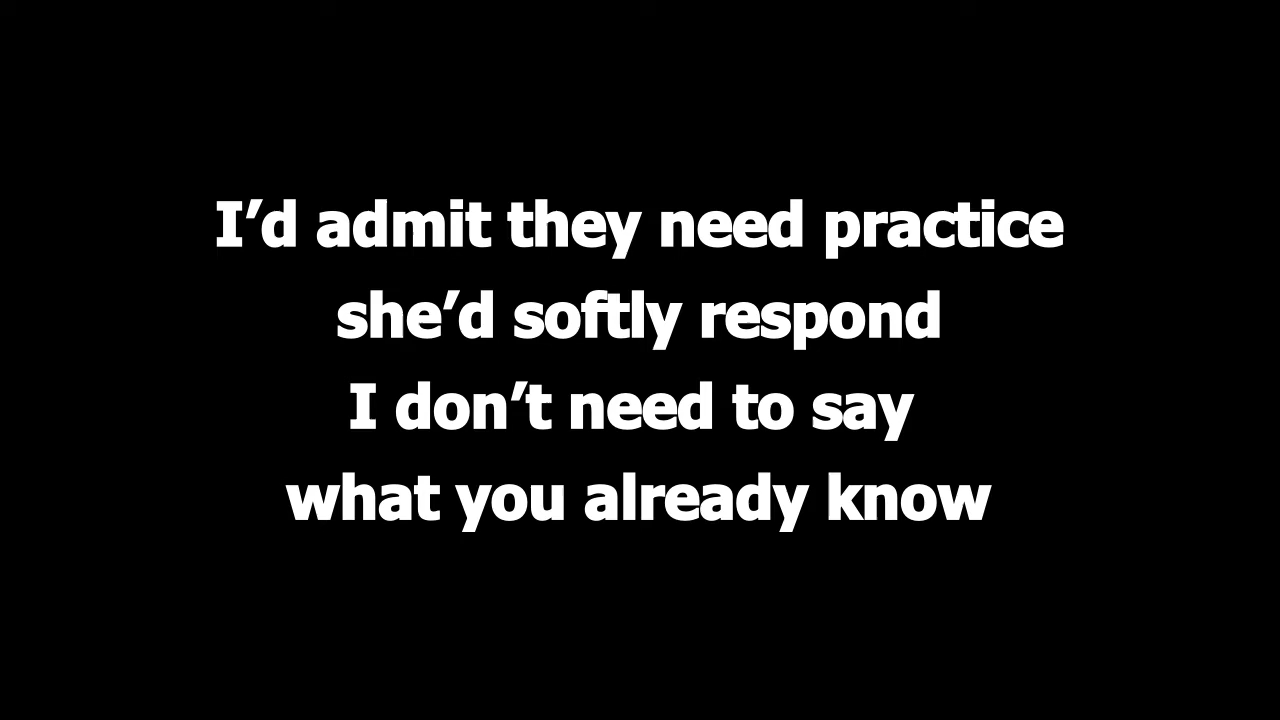 I’d admit they need practice
she’d softly respond
I don’t need to say
what you already know